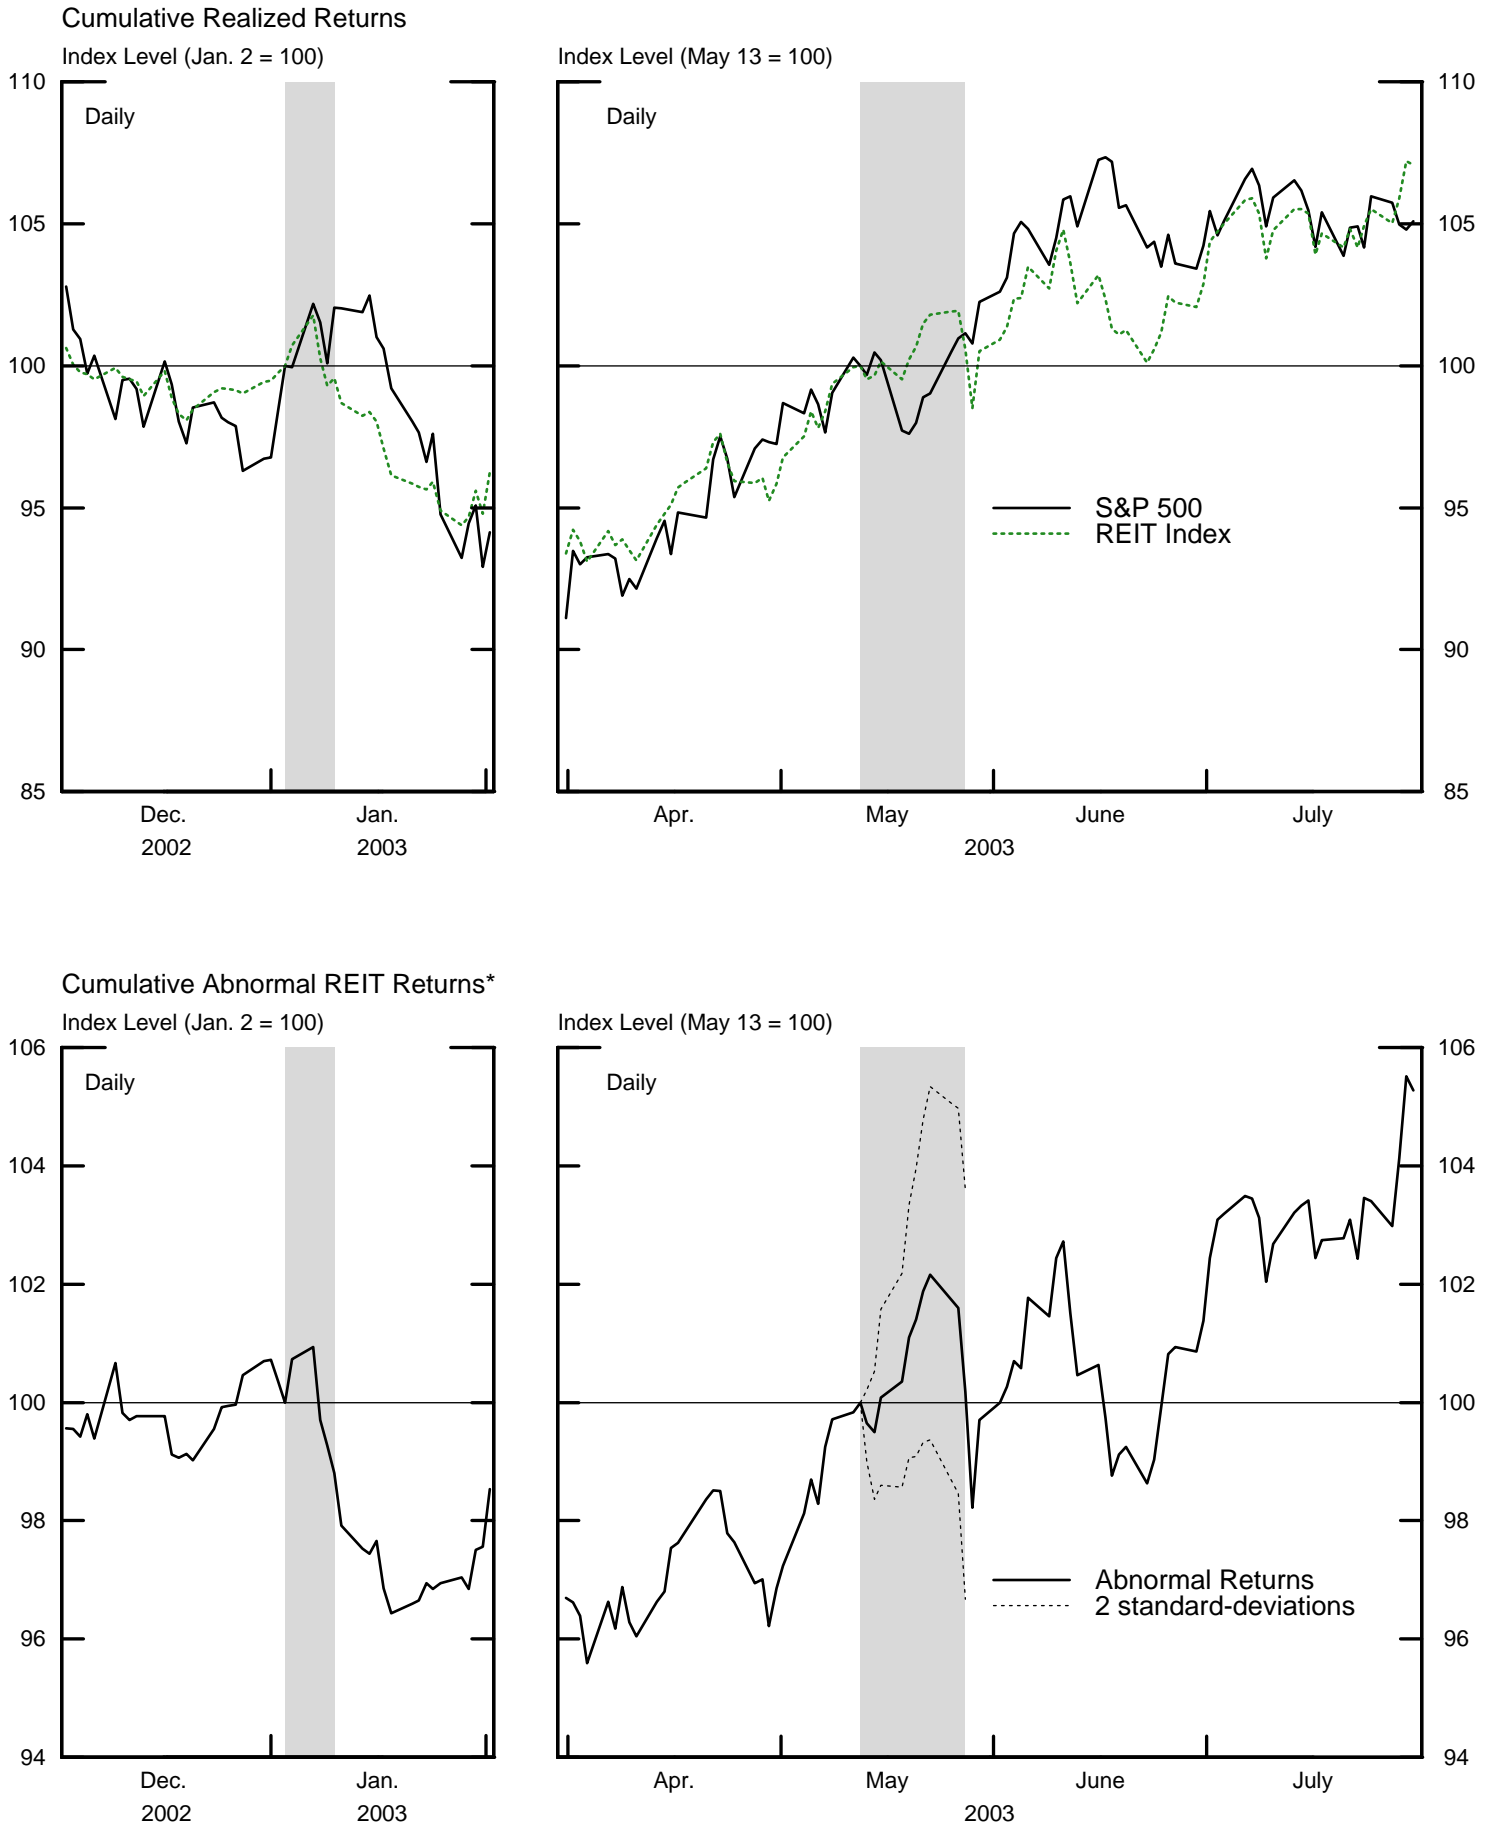 Cumulative Realized Returns
Index Level (Jan. 2 = 100)
Index Level (May 13 = 100)
110
110
Daily
Daily
105
105
100
100
95
95
S&P 500
REIT Index
90
90
85
85
Dec.
Jan.
Apr.
May
June
July
2002
2003
2003
Cumulative Abnormal REIT Returns*
Index Level (Jan. 2 = 100)
Index Level (May 13 = 100)
106
106
Daily
Daily
104
104
102
102
100
100
98
98
Abnormal Returns
2 standard-deviations
96
96
94
94
Dec.
Jan.
Apr.
May
June
July
2002
2003
2003